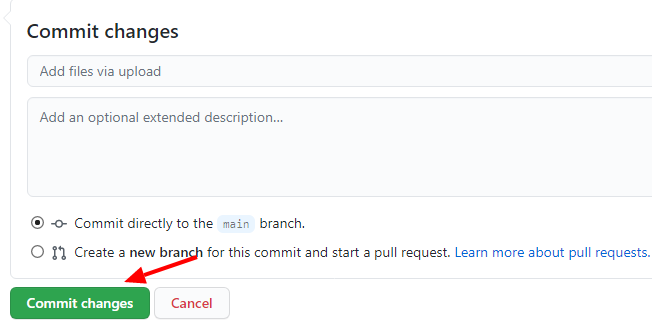 Commit changes
Add files via upload
Add an optional extended description...
Commit directly to the main branch.
Create a new branch for this commit and start a pull request. Learn more about pull requests.
Commit changes
Cancel